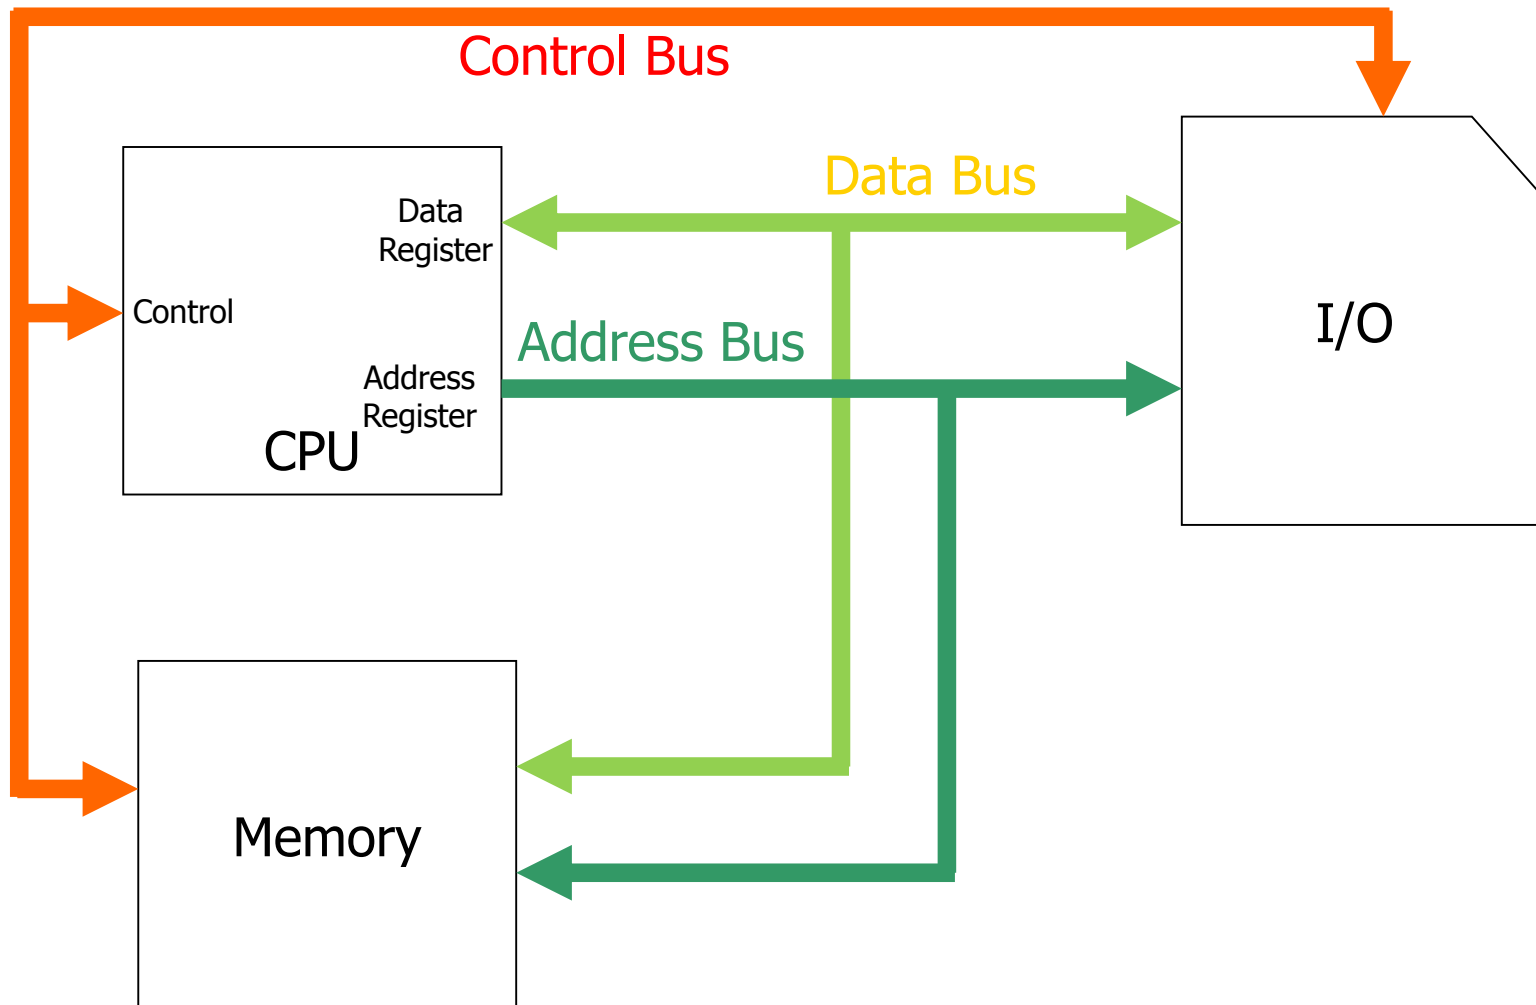 Control Bus
Data Bus
Data
Register
Control
I/O
Address Bus
Address
Register
CPU
Memory